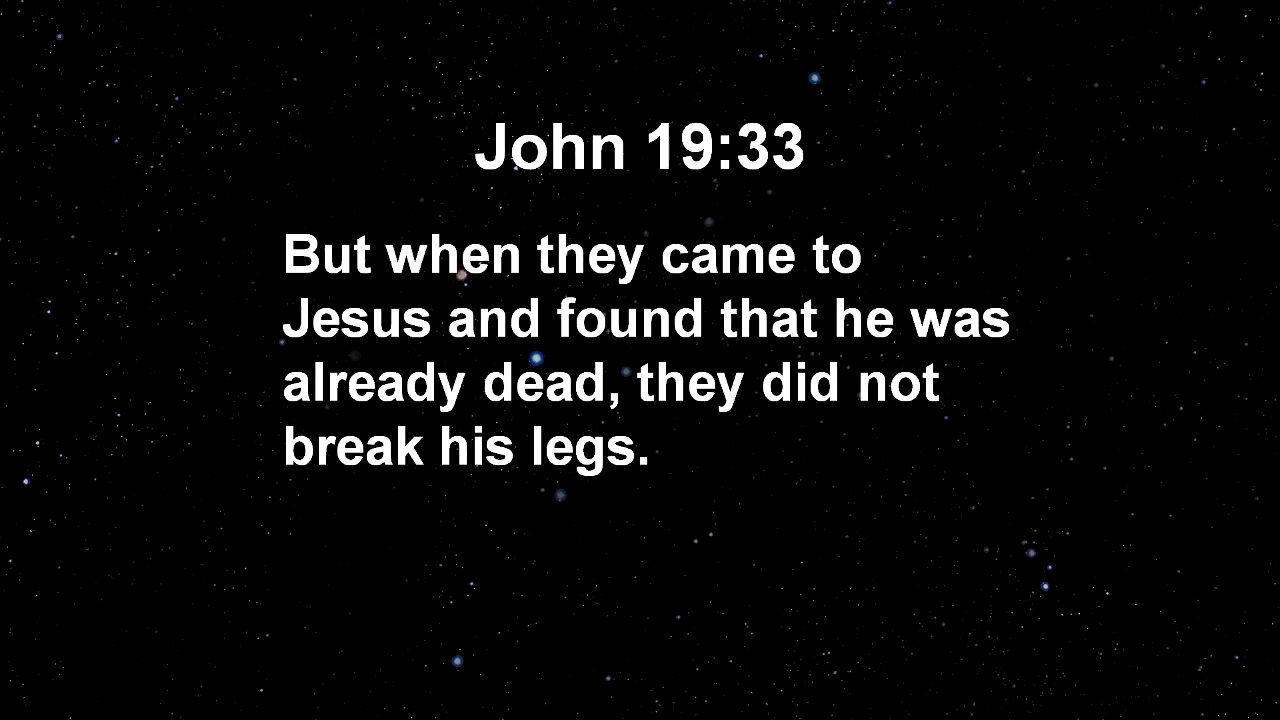 John 19:33
But when they came to
Jesus and found that he was
already dead, they did not
break his legs.